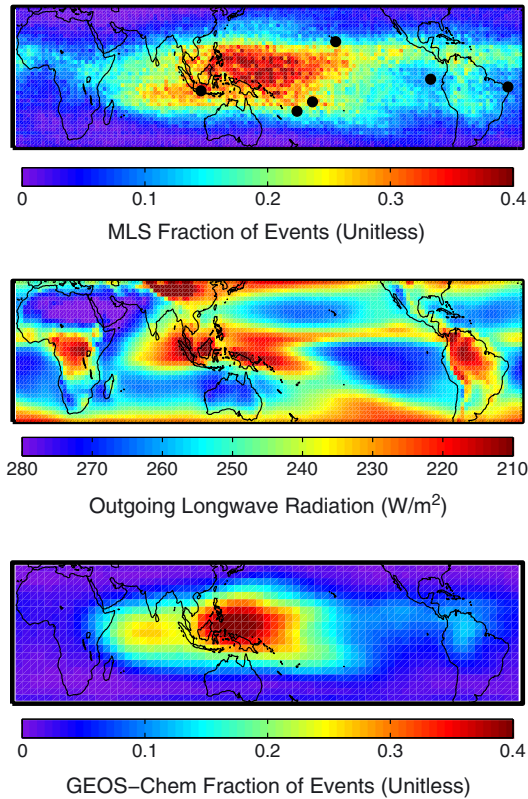 0 0.1 0.2 0.3 0.4
MLS Fraction of Events (Unitless)
280 270 260 250 240 230 220 210
Outgoing Longwave Radiation (W/m²)
0 0.1 0.2 0.3 0.4
GEOS−Chem Fraction of Events (Unitless)